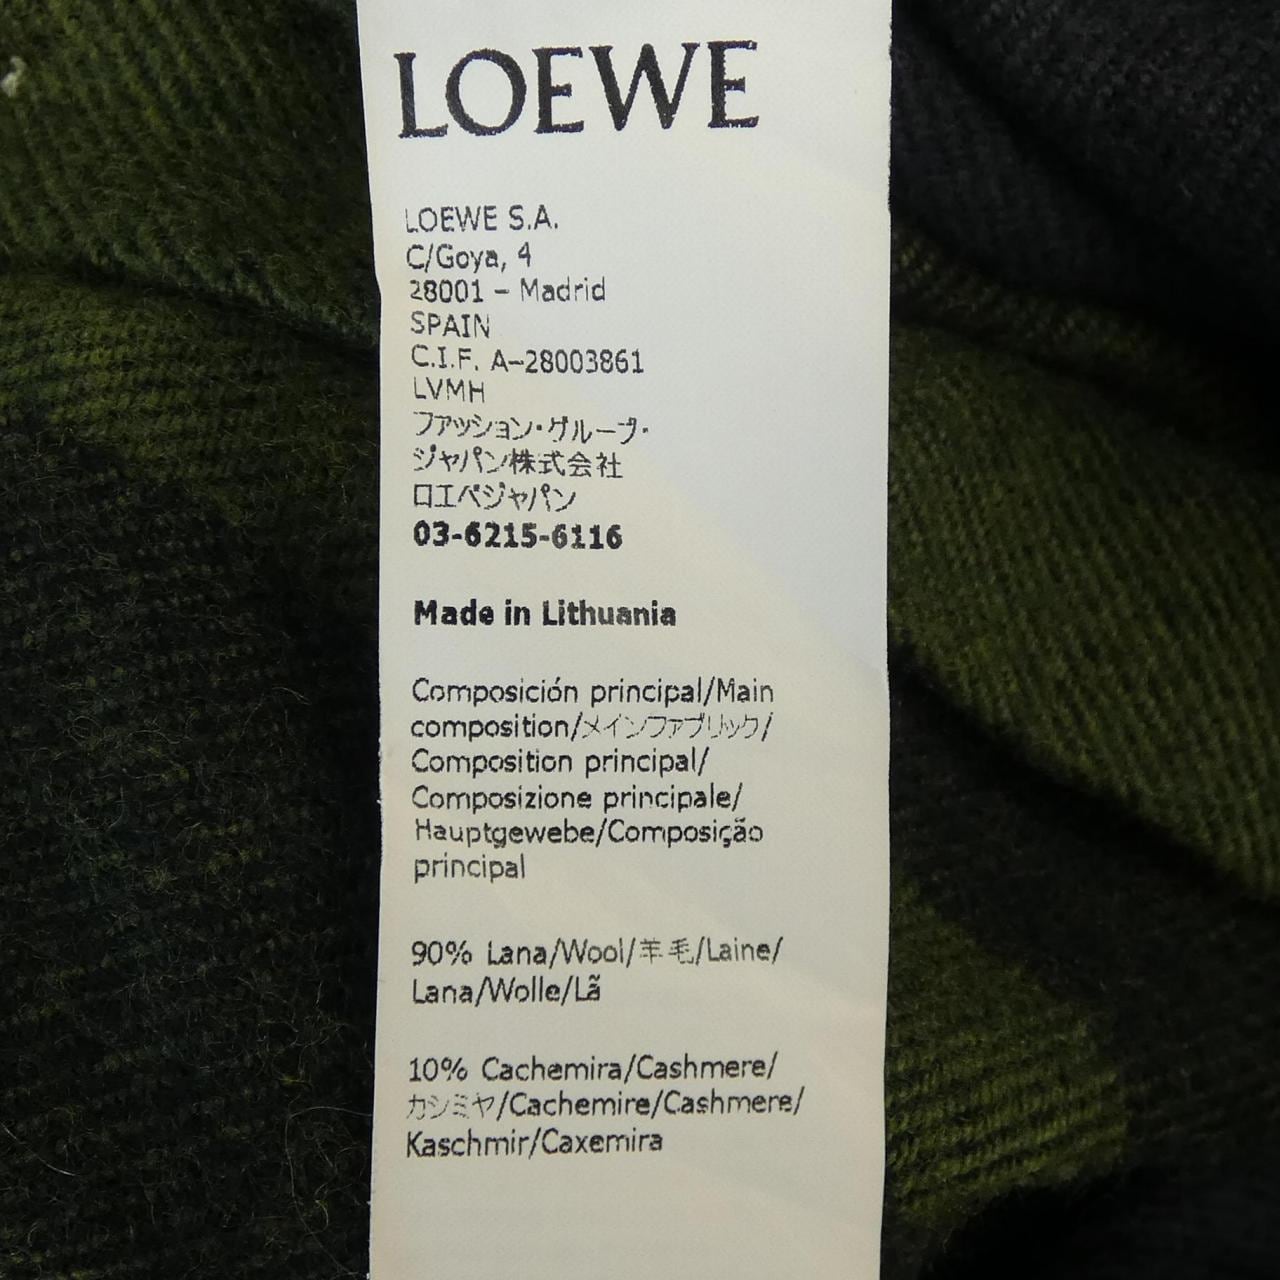 LOEWE
LOEWE S.A.
C/Goya, 4
28001 – Madrid
SPAIN
C.I.F. A–28003861
LVMH
ファッション・グループ・
ジャパン株式会社
ロエベジャパン
03-6215-6116
Made in Lithuania
Composición principal/Main
composition/メインファブリック/
Composition principal/
Composizione principale/
Hauptgewebe/Composição
principal
90% Lana/Wool/羊毛/Laine/
Lana/Wolle/Lã
10% Cachemira/Cashmere/
カシミヤ/Cachemire/Cashmere/
Kaschmir/Caxemira